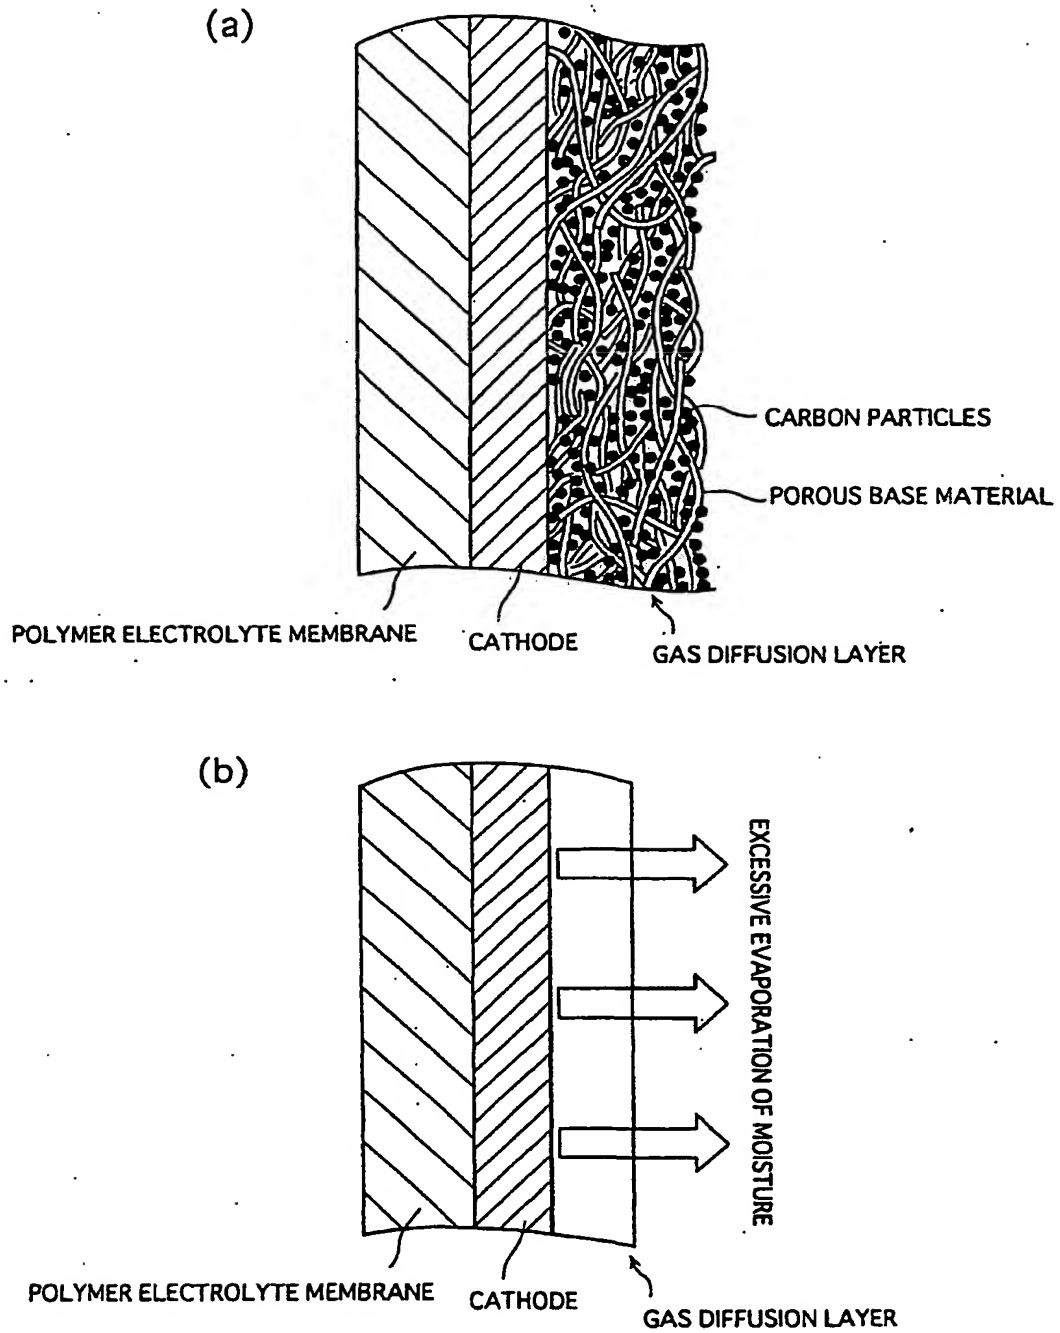 (a)
CARBON PARTICLES
POROUS BASE MATERIAL
POLYMER ELECTROLYTE MEMBRANE
CATHODE
GAS DIFFUSION LAYER
(b)
EXCESSIVE EVAPORATION OF MOISTURE
POLYMER ELECTROLYTE MEMBRANE
CATHODE
GAS DIFFUSION LAYER